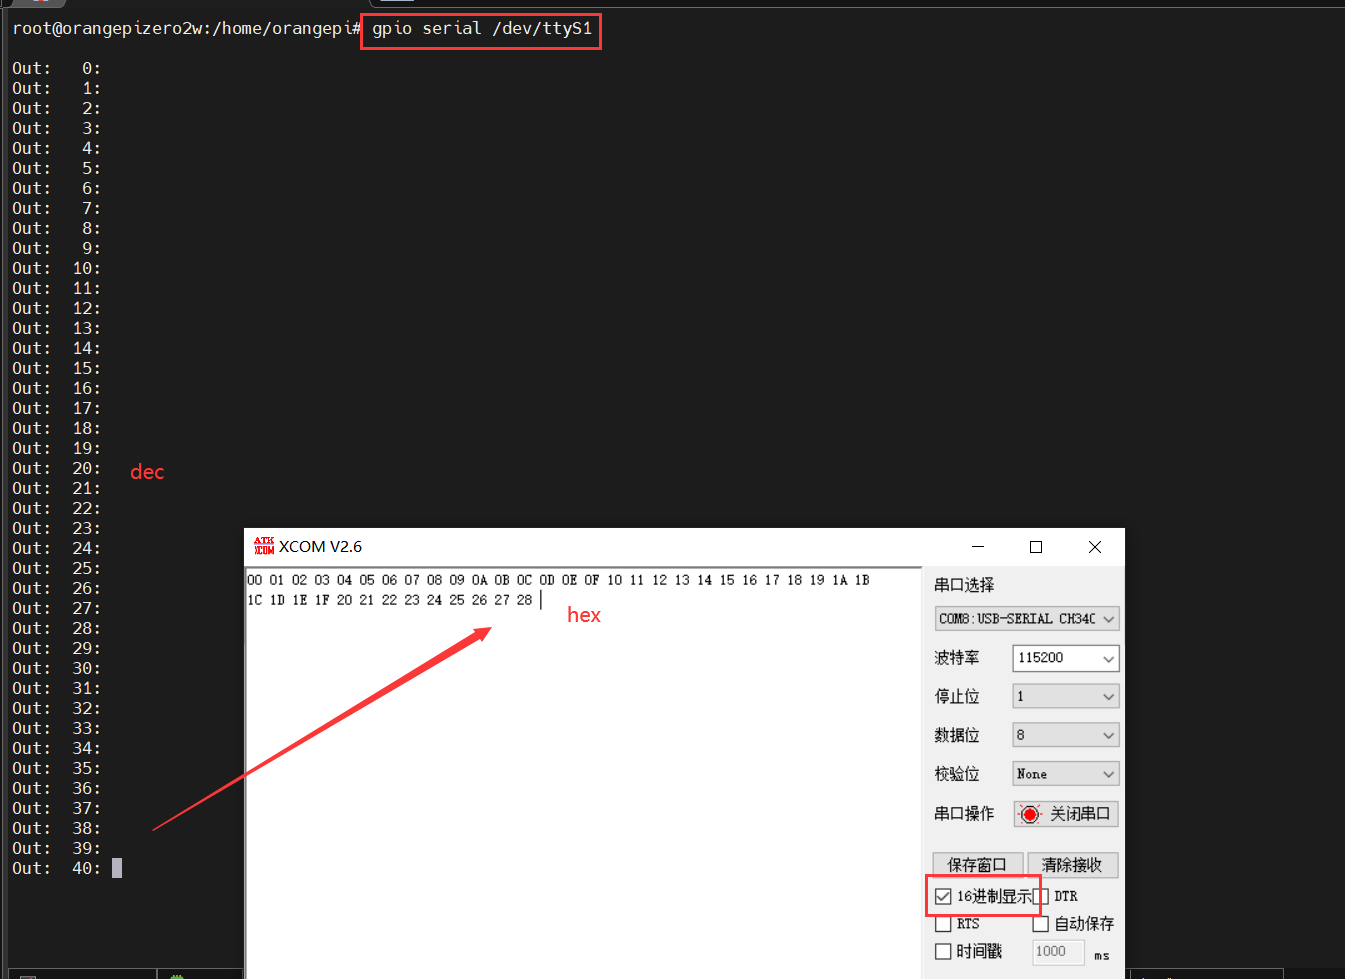 root@orangepizero2w:/home/orangepi# gpio serial /dev/ttyS1
Out:   0:
Out:   1:
Out:   2:
Out:   3:
Out:   4:
Out:   5:
Out:   6:
Out:   7:
Out:   8:
Out:   9:
Out:  10:
Out:  11:
Out:  12:
Out:  13:
Out:  14:
Out:  15:
Out:  16:
Out:  17:
Out:  18:
Out:  19:
Out:  20:
dec
Out:  21:
Out:  22:
Out:  23:
Out:  24:
Out:  25:
Out:  26:
Out:  27:
Out:  28:
Out:  29:
Out:  30:
Out:  31:
Out:  32:
Out:  33:
Out:  34:
Out:  35:
Out:  36:
Out:  37:
Out:  38:
Out:  39:
Out:  40:
ATK XCOM
XCOM V2.6
00 01 02 03 04 05 06 07 08 09 0A 0B 0C 0D 0E 0F 10 11 12 13 14 15 16 17 18 19 1A 1B
1C 1D 1E 1F 20 21 22 23 24 25 26 27 28
hex
串口选择
COM8:USB-SERIAL CH340
波特率 115200
停止位 1
数据位 8
校验位 None
串口操作 关闭串口
保存窗口 清除接收
16进制显示 DTR
RTS 自动保存
时间戳 1000 ms